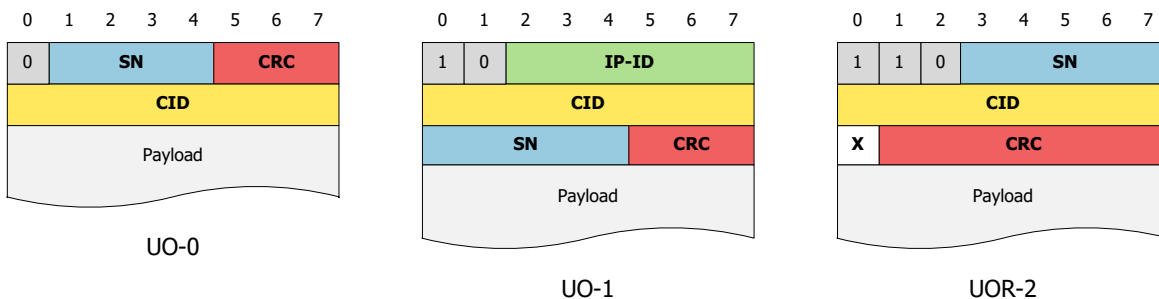 0 1 2 3 4 5 6 7
0 SN CRC
CID
Payload
UO-0
0 1 2 3 4 5 6 7
1 0 IP-ID
CID
SN CRC
Payload
UO-1
0 1 2 3 4 5 6 7
1 1 0 SN
CID
X CRC
Payload
UOR-2